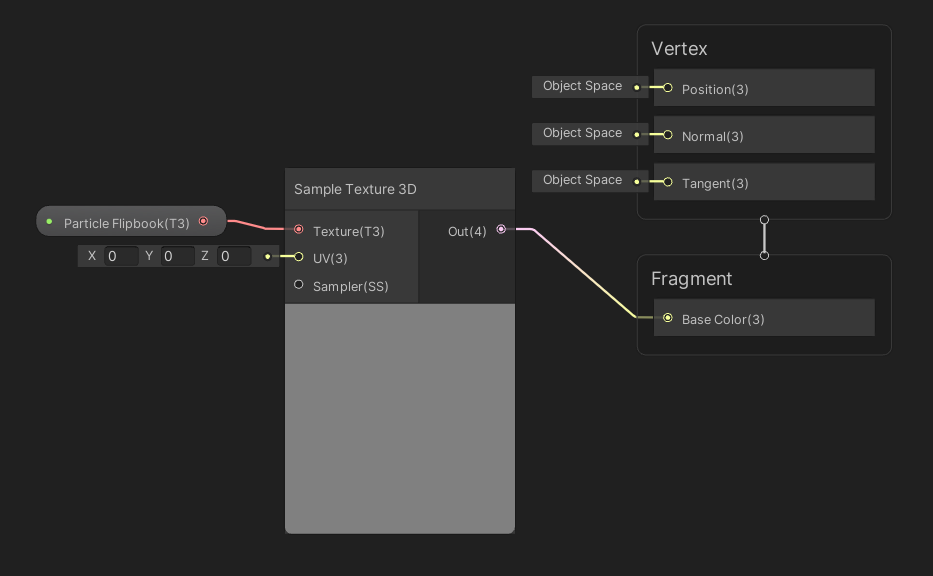 Vertex
Object Space
Position(3)
Object Space
Normal(3)
Object Space
Tangent(3)
Sample Texture 3D
Particle Flipbook(T3)
Texture(T3)
Out(4)
X 0 Y 0 Z 0
UV(3)
Sampler(SS)
Fragment
Base Color(3)